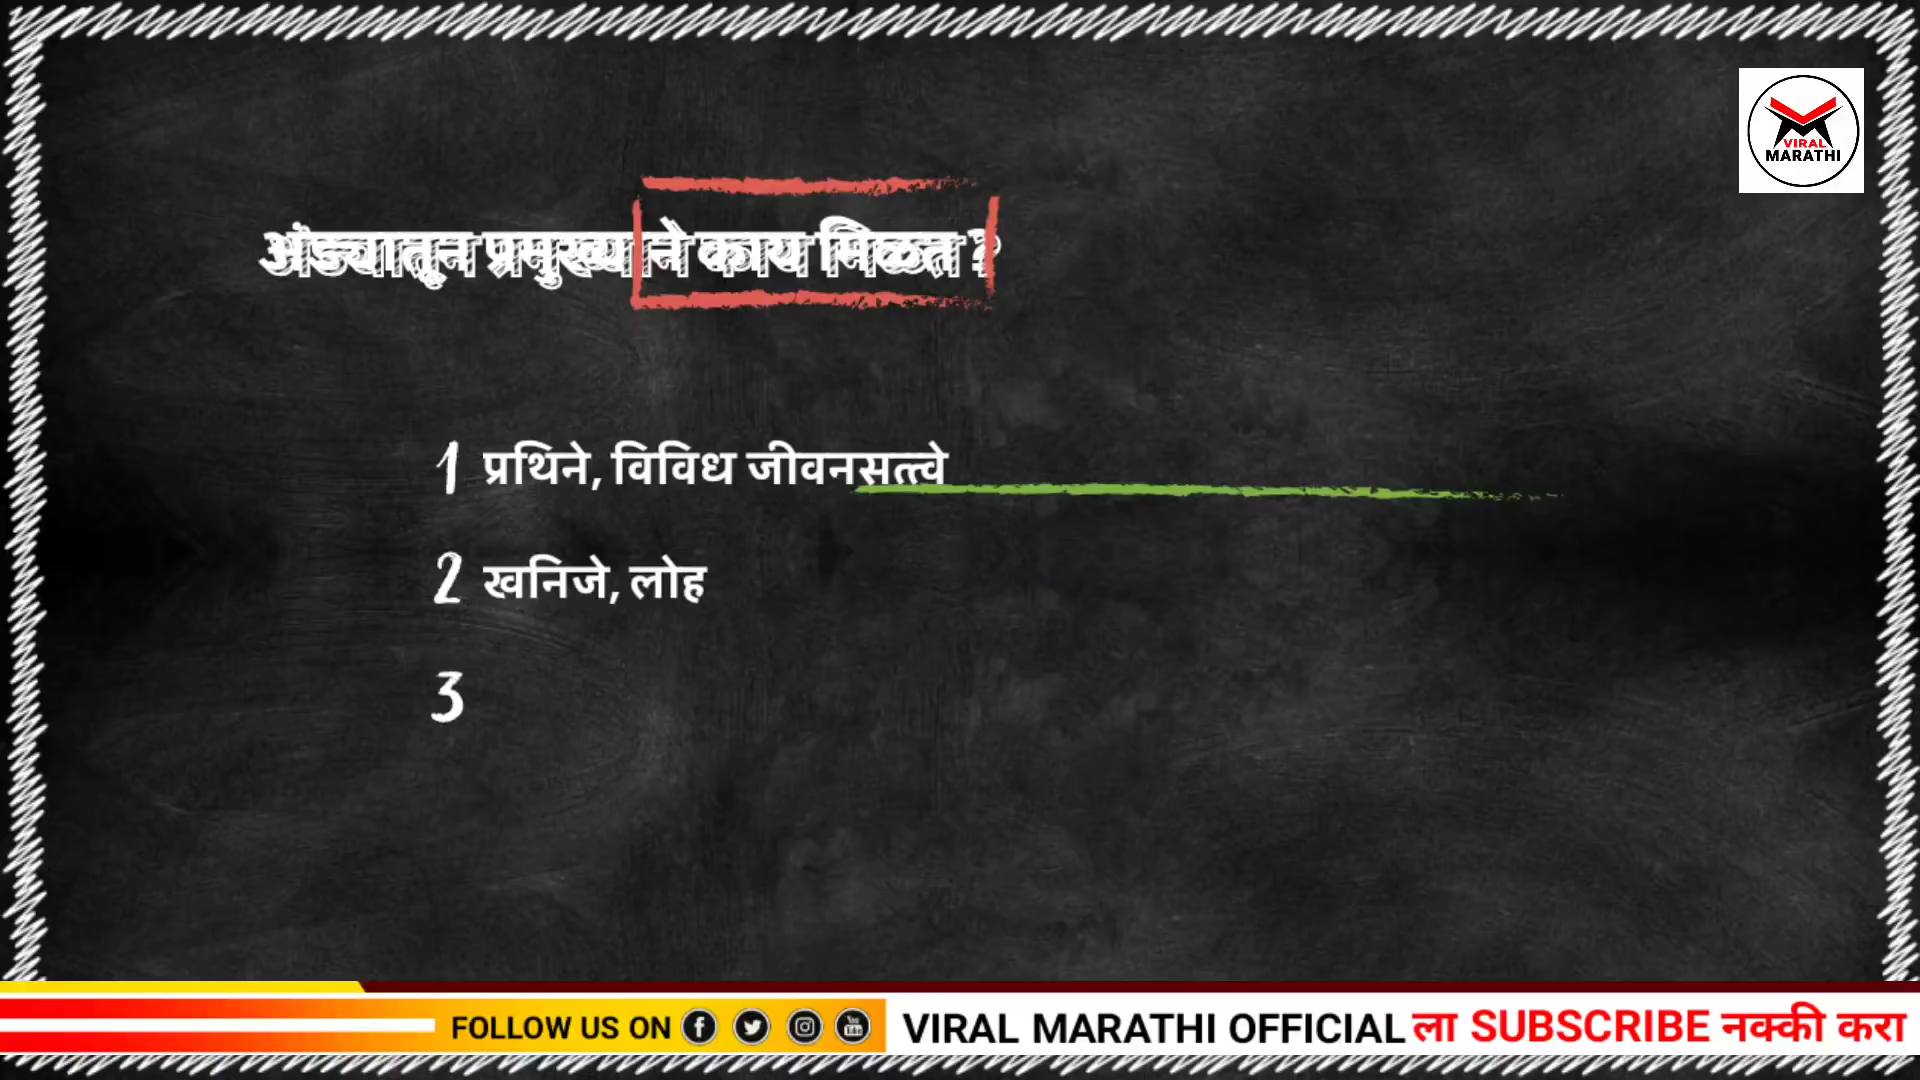 VIRAL
MARATHI
अंड्यातून प्रमुख्याने काय मिळत ?
1 प्रथिने, विविध जीवनसत्त्वे
2 खनिजे, लोह
3
FOLLOW US ON
VIRAL MARATHI OFFICIAL ला SUBSCRIBE नक्की करा